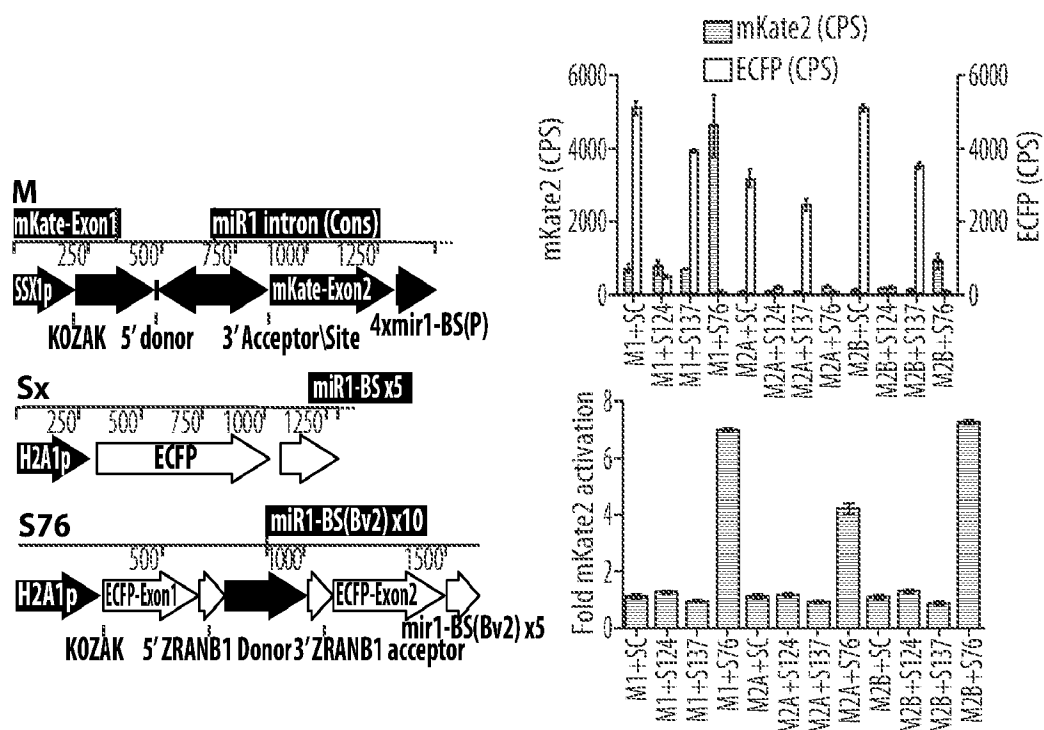 M
mKate-Exon1
miR1 intron (Cons)
250 500 750 1000 1250
SSX1p
mKate-Exon2
KOZAK 5' donor 3' Acceptor\Site 4xmir1-BS(P)
Sx
miR1-BS x5
250 500 750 1000 1250
H2A1p
ECFP
S76
miR1-BS(Bv2) x10
500 1000 1500
H2A1p
ECFP-Exon1
ECFP-Exon2
mir1-BS(Bv2) x5
KOZAK 5' ZRANB1 Donor 3' ZRANB1 acceptor
mKate2 (CPS)
ECFP (CPS)
mKate2 (CPS)
6000
4000
2000
0
6000
4000
2000
0
ECFP (CPS)
M1+SC
M1+S124
M1+S137
M1+S76
M2A+SC
M2A+S124
M2A+S137
M2A+S76
M2B+SC
M2B+S124
M2B+S137
M2B+S76
Fold mKate2 activation
8
6
4
2
0
M1+SC
M1+S124
M1+S137
M1+S76
M2A+SC
M2A+S124
M2A+S137
M2A+S76
M2B+SC
M2B+S124
M2B+S137
M2B+S76